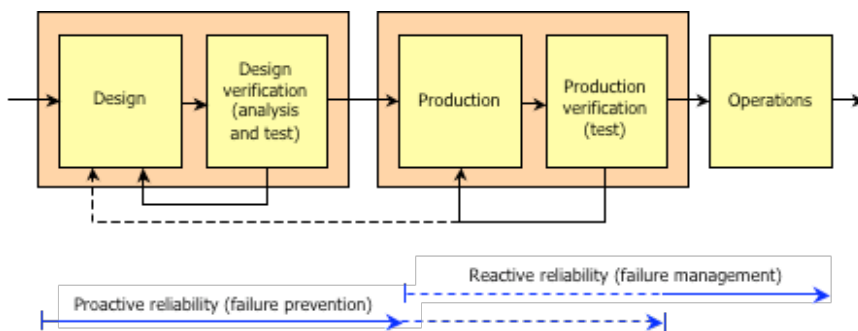 Design
Design
verification
(analysis
and test)
Production
Production
verification
(test)
Operations
Reactive reliability (failure management)
Proactive reliability (failure prevention)